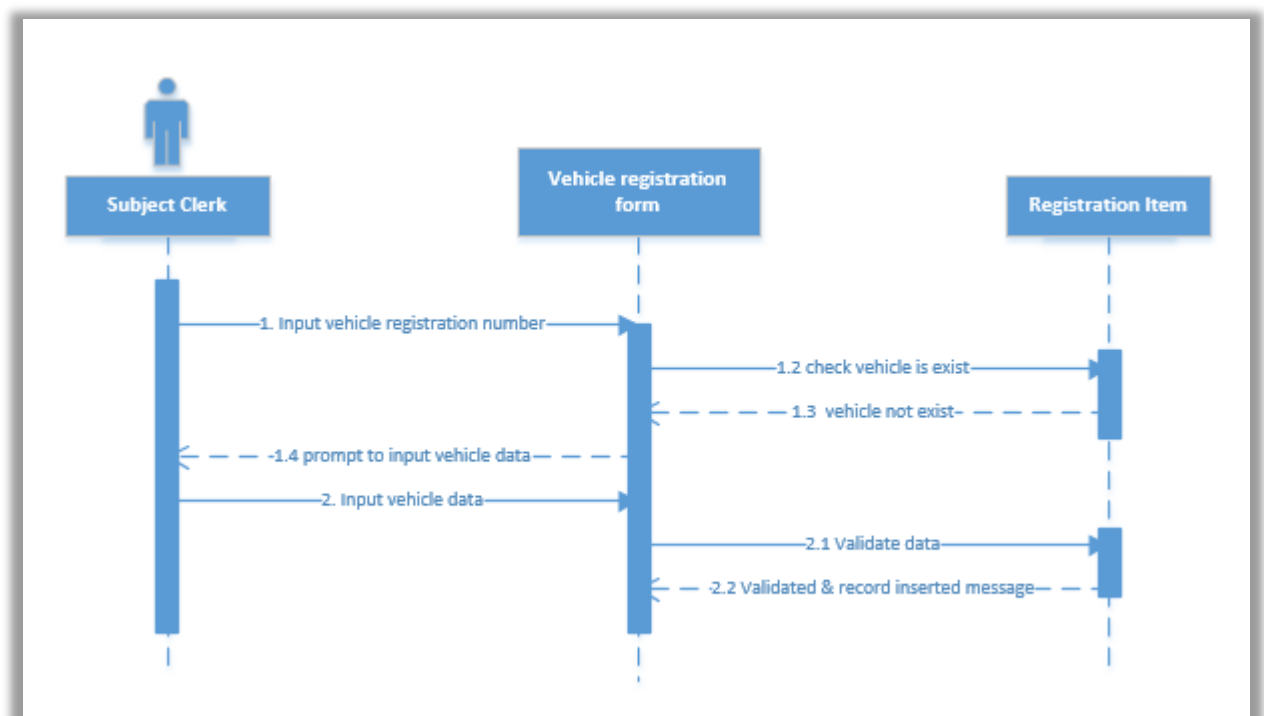 Subject Clerk
Vehicle registration
form
Registration Item
1. Input vehicle registration number
1.2 check vehicle is exist
1.3 vehicle not exist
1.4 prompt to input vehicle data
2. Input vehicle data
2.1 Validate data
2.2 Validated & record inserted message